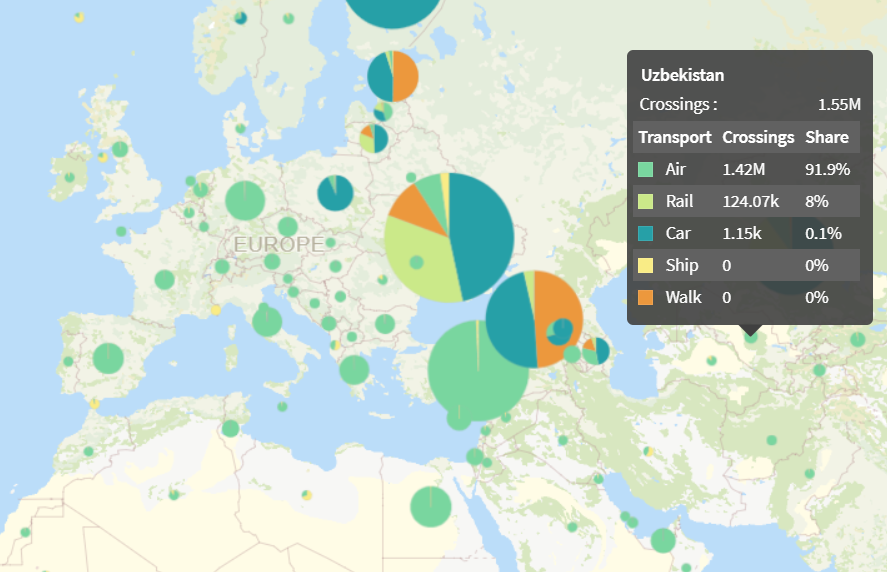 Uzbekistan
Crossings : 1.55M
Transport Crossings Share
Air 1.42M 91.9%
Rail 124.07k 8%
Car 1.15k 0.1%
Ship 0 0%
Walk 0 0%
EUROPE